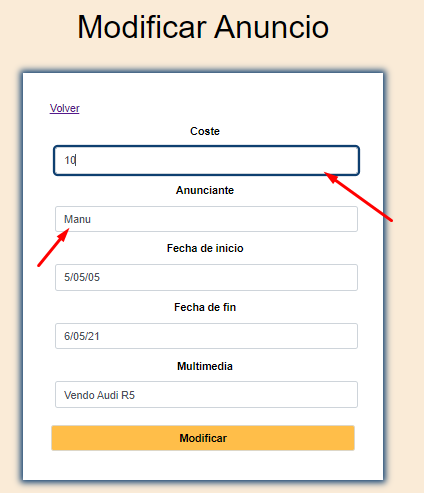 Modificar Anuncio
Volver
Coste
10
Anunciante
Manu
Fecha de inicio
5/05/05
Fecha de fin
6/05/21
Multimedia
Vendo Audi R5
Modificar